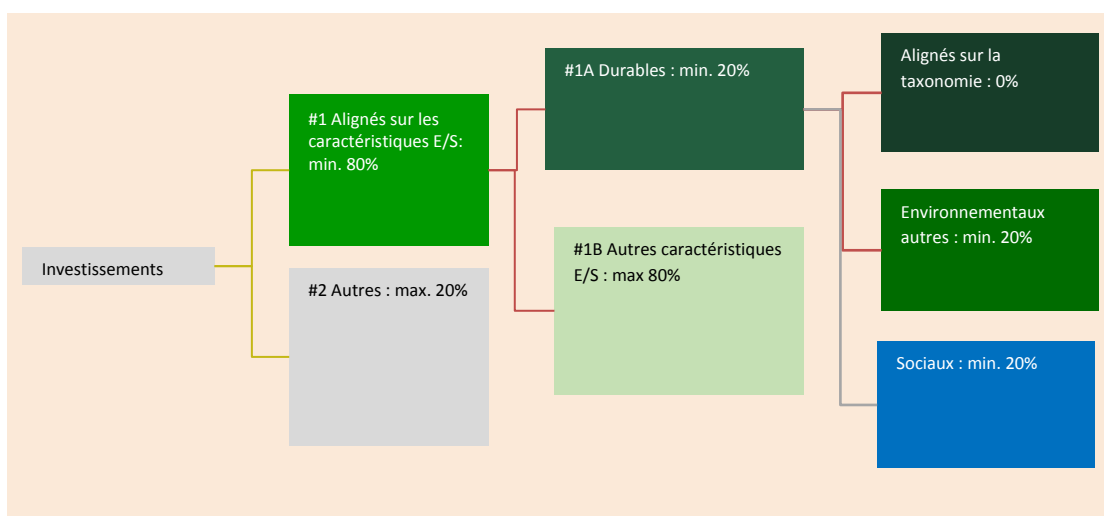 Investissements
#1 Alignés sur les
caractéristiques E/S:
min. 80%
#2 Autres : max. 20%
#1A Durables : min. 20%
#1B Autres caractéristiques
E/S : max 80%
Alignés sur la
taxonomie : 0%
Environnementaux
autres : min. 20%
Sociaux : min. 20%